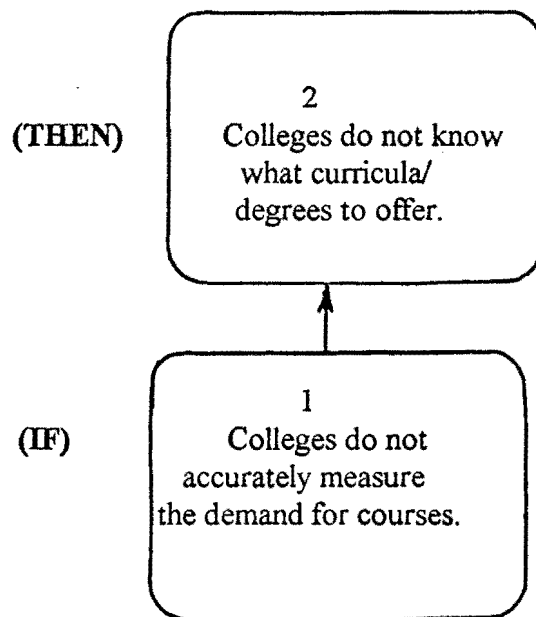 2
(THEN)
Colleges do not know
what curricula/
degrees to offer.
1
(IF)
Colleges do not
accurately measure
the demand for courses.